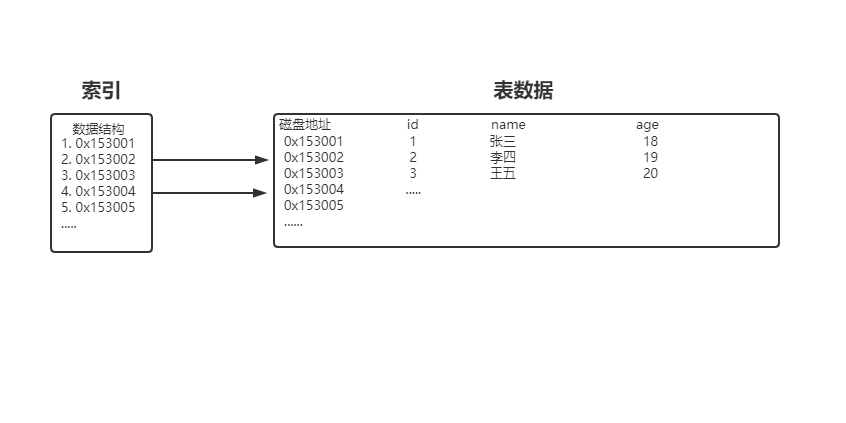 索引
数据结构
1. 0x153001
2. 0x153002
3. 0x153003
4. 0x153004
5. 0x153005
.....
表数据
磁盘地址 id name age
0x153001 1 张三 18
0x153002 2 李四 19
0x153003 3 王五 20
0x153004 .....
0x153005
......